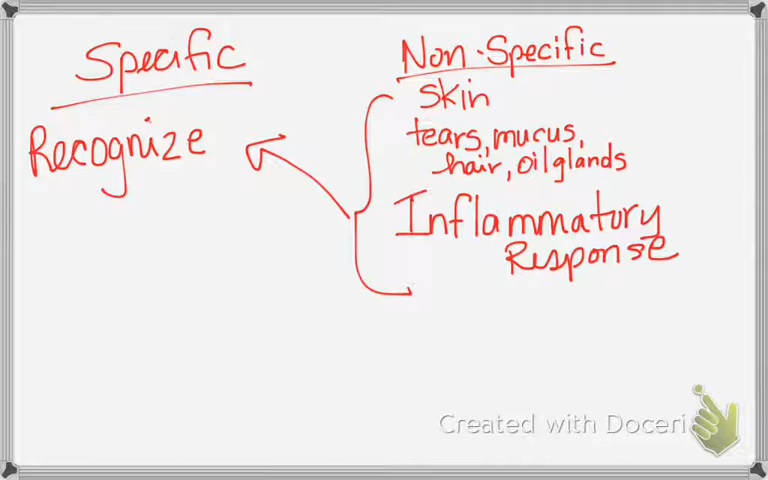 Specific
Recognize
Non-Specific
Skin
tears, mucus,
hair, oil glands
Inflammatory
Response
Created with Doceri